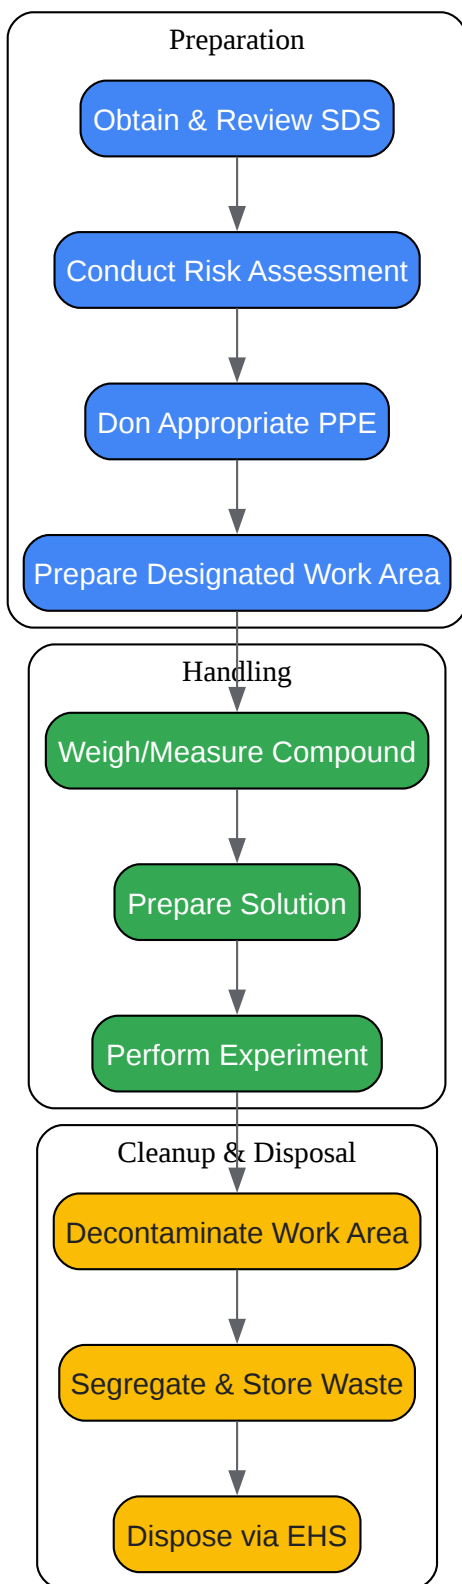 Preparation
Obtain & Review SDS
Conduct Risk Assessment
Don Appropriate PPE
Prepare Designated Work Area
Handling
Weigh/Measure Compound
Prepare Solution
Perform Experiment
Cleanup & Disposal
Decontaminate Work Area
Segregate & Store Waste
Dispose via EHS